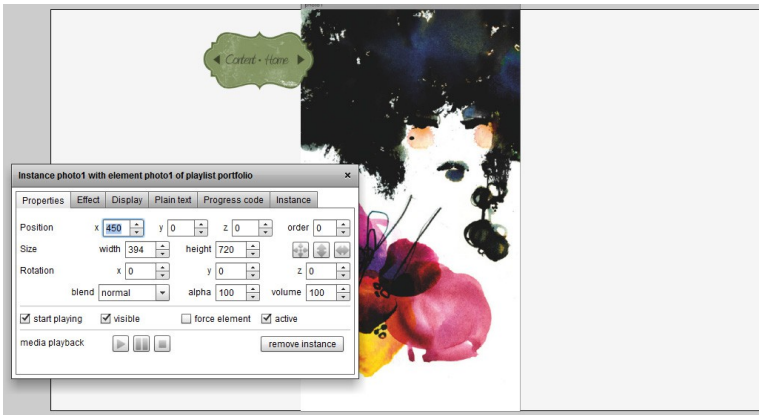 Context • Home
Instance photo1 with element photo1 of playlist portfolio x
Properties Effect Display Plain text Progress code Instance
Position x 450 y 0 z 0 order 0
Size width 394 height 720
Rotation x 0 y 0 z 0
blend normal alpha 100 volume 100
start playing visible force element active
media playback remove instance